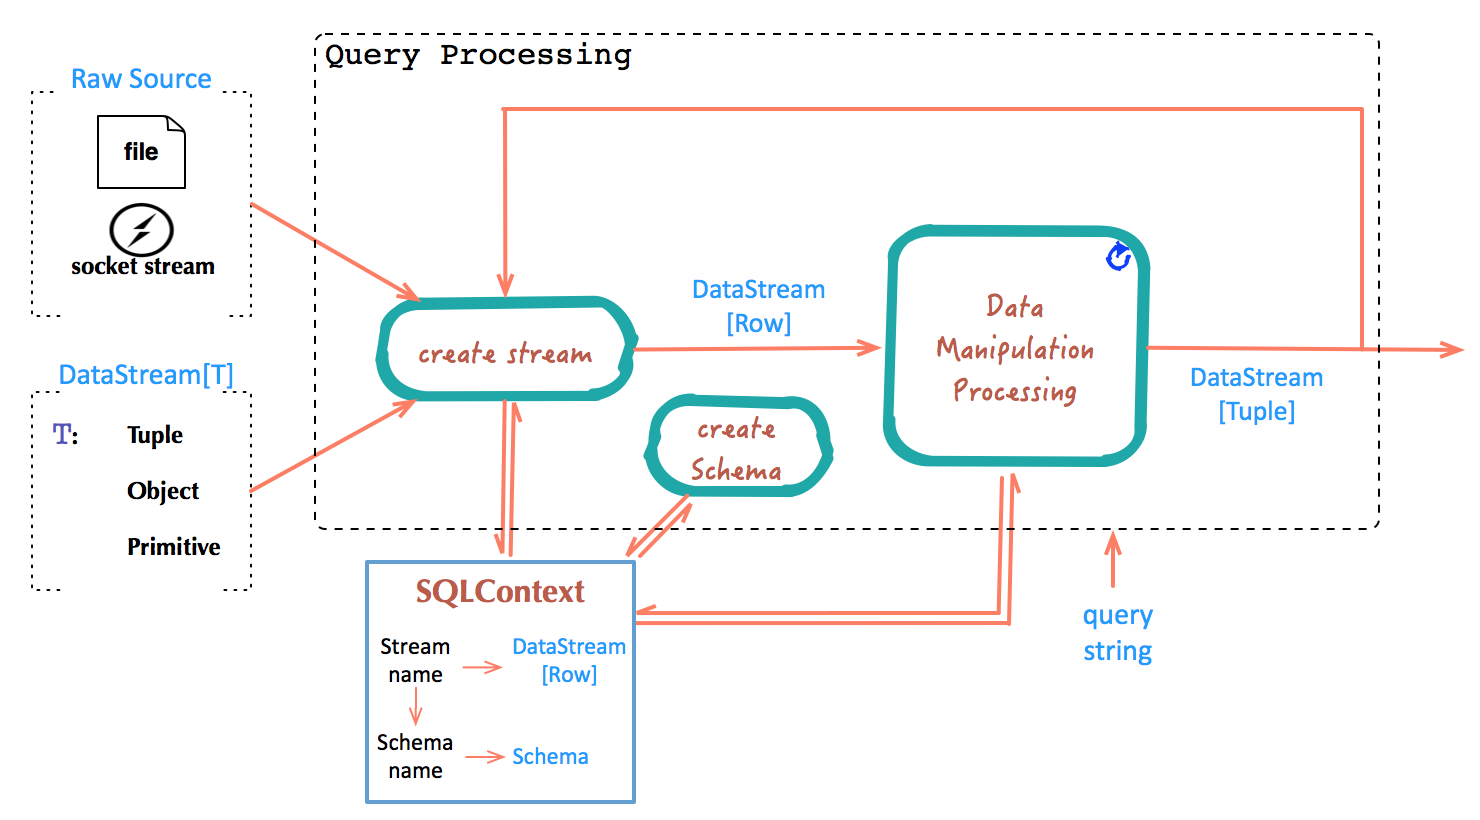 Query Processing
Raw Source
file
socket stream
DataStream[T]
T: Tuple
Object
Primitive
create stream
DataStream
[Row]
create
Schema
Data
Manipulation
Processing
DataStream
[Tuple]
SQLContext
Stream
name
DataStream
[Row]
Schema
name
Schema
query
string